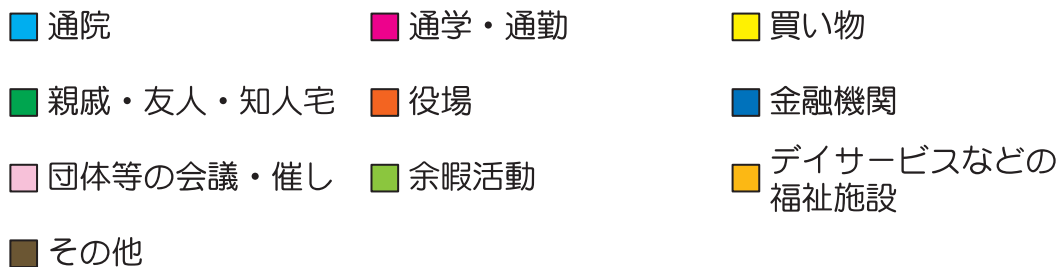 通院
通学・通勤
買い物
親戚・友人・知人宅
役場
金融機関
団体等の会議・催し
余暇活動
デイサービスなどの
福祉施設
その他